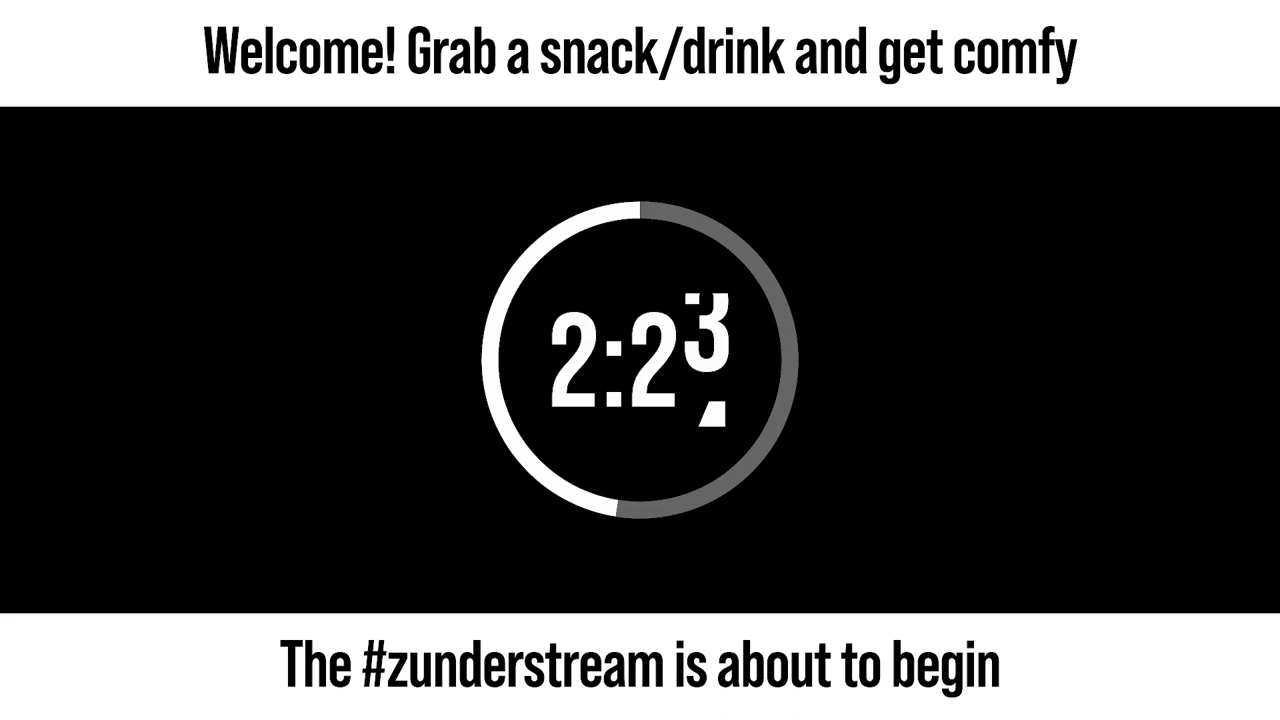 Welcome! Grab a snack/drink and get comfy
2:23
The #zunderstream is about to begin